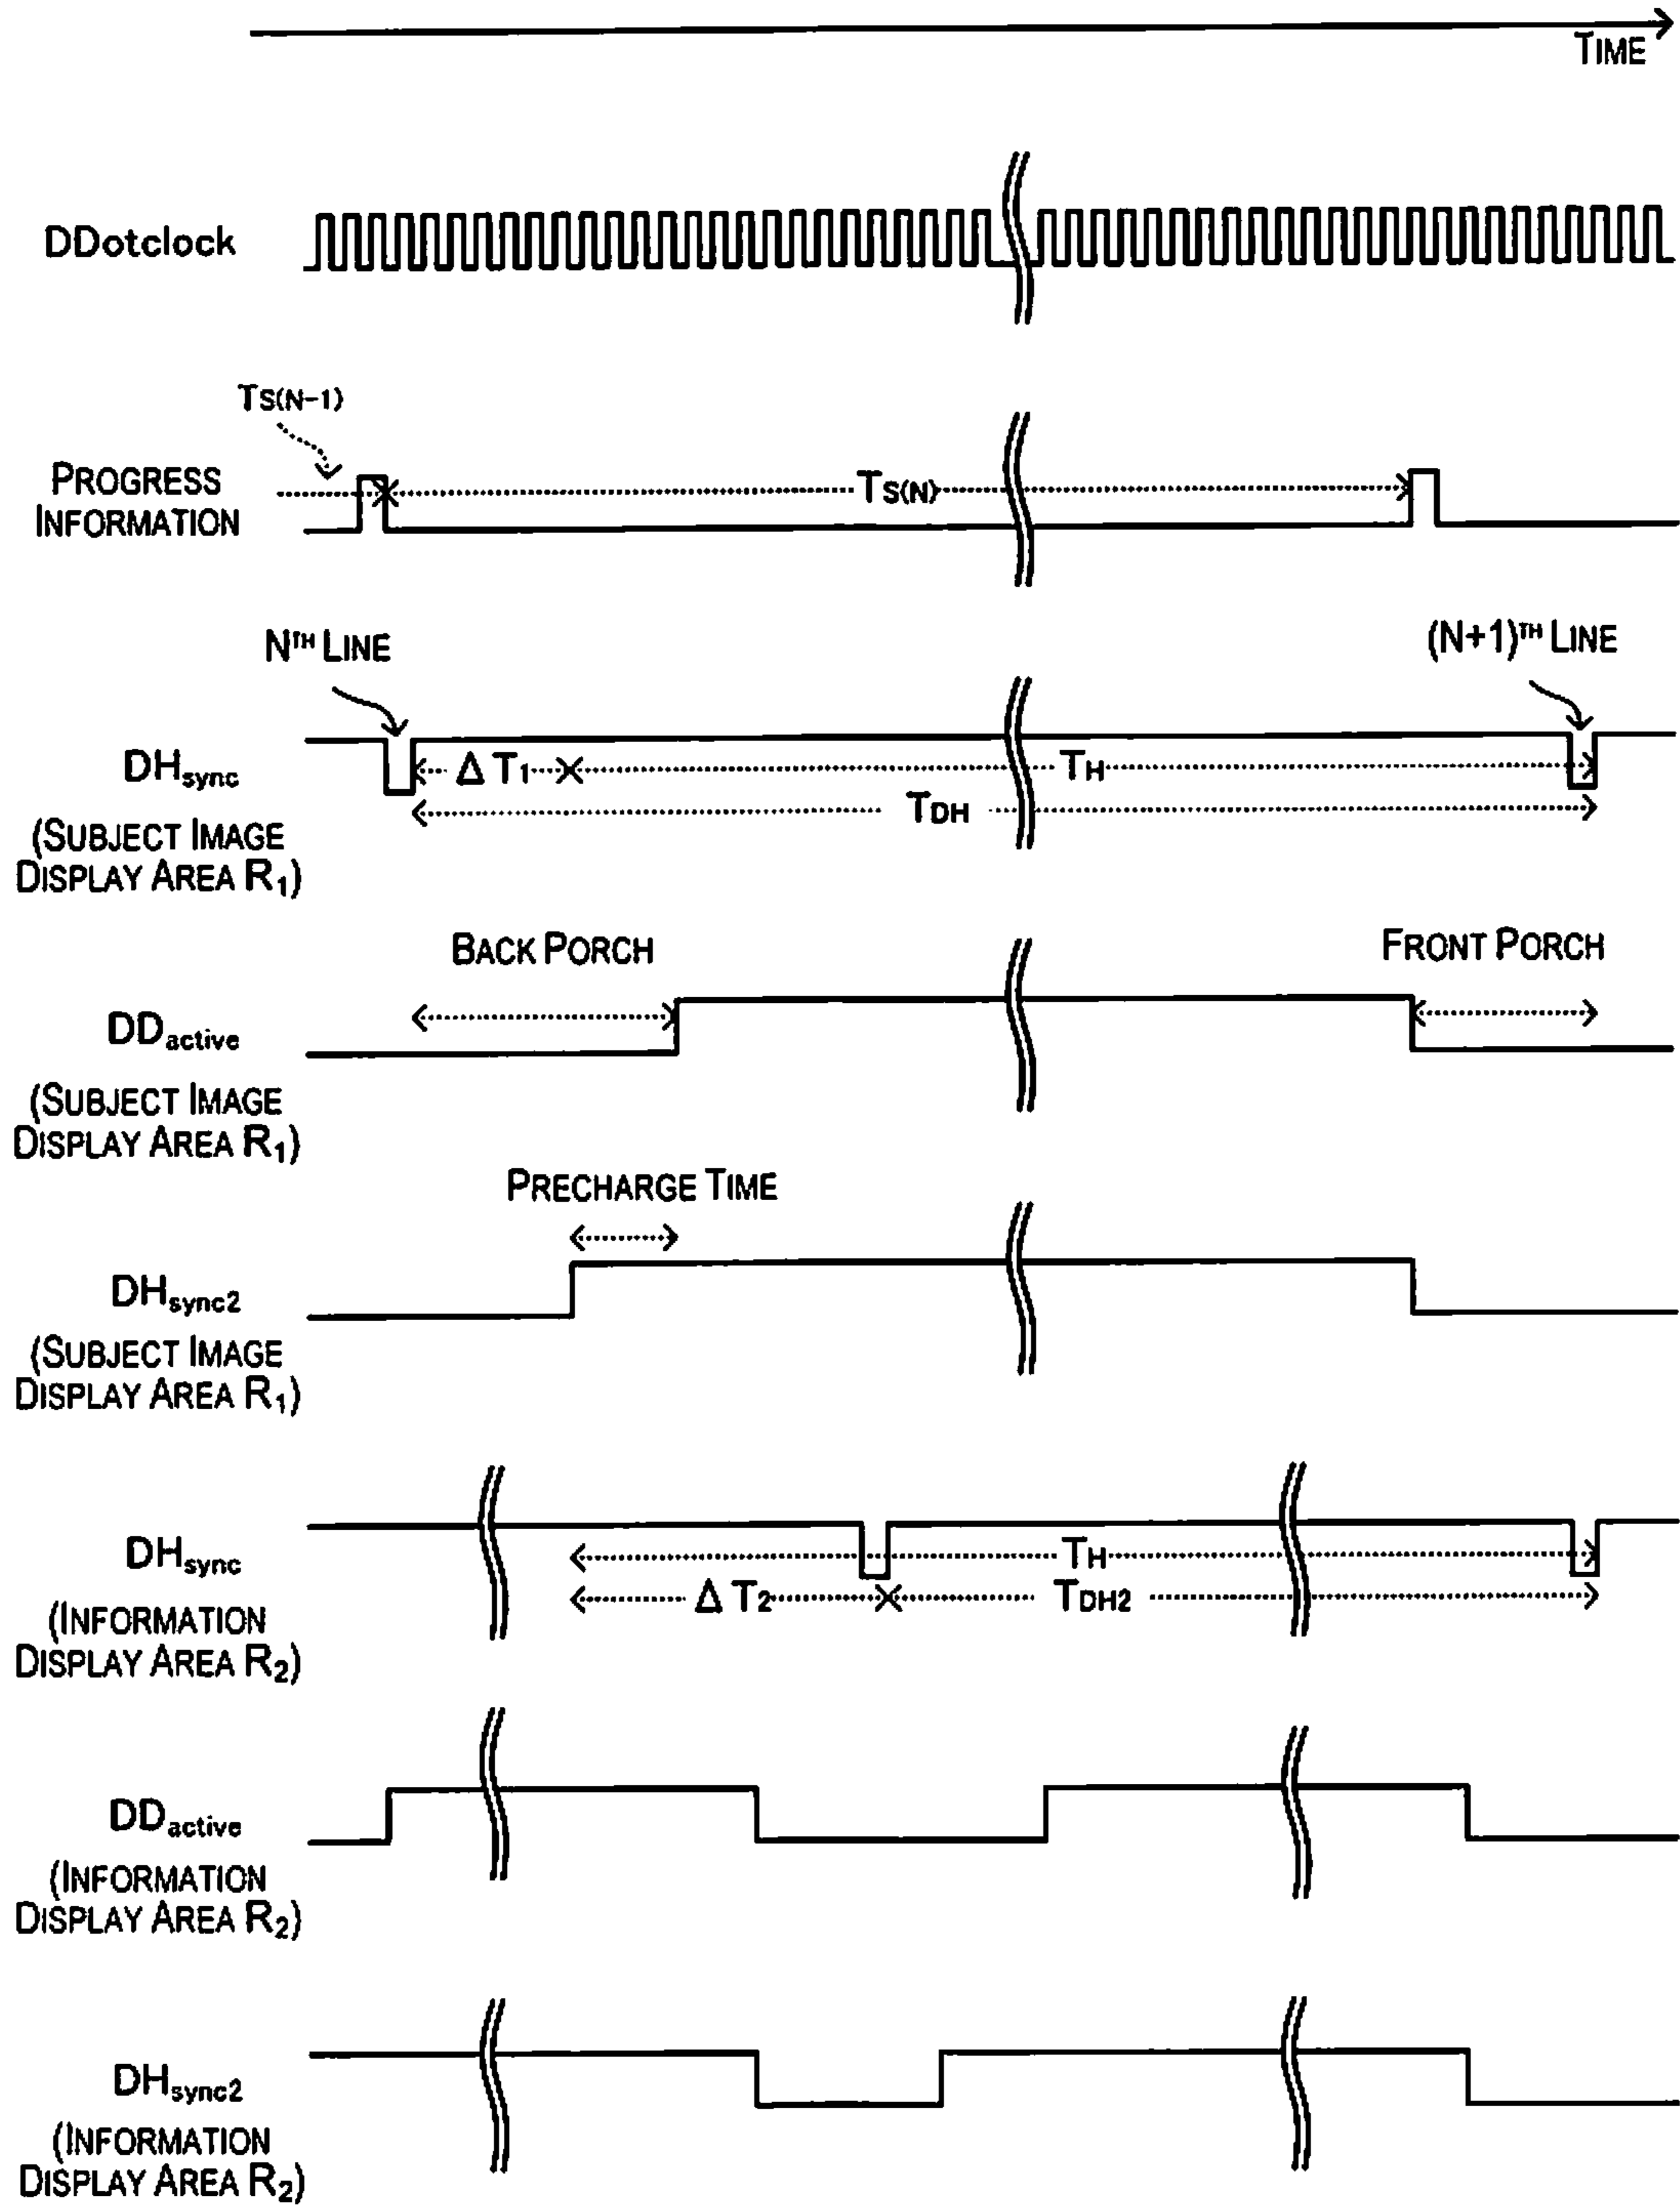 TIME
DDotclock
TS(N-1)
PROGRESS
INFORMATION
TS(N)
NTH LINE
(N+1)TH LINE
DHsync
(SUBJECT IMAGE
DISPLAY AREA R1)
Δ T1
TH
TDH
BACK PORCH
FRONT PORCH
DDactive
(SUBJECT IMAGE
DISPLAY AREA R1)
PRECHARGE TIME
DHsync2
(SUBJECT IMAGE
DISPLAY AREA R1)
DHsync
(INFORMATION
DISPLAY AREA R2)
TH
Δ T2
TDH2
DDactive
(INFORMATION
DISPLAY AREA R2)
DHsync2
(INFORMATION
DISPLAY AREA R2)